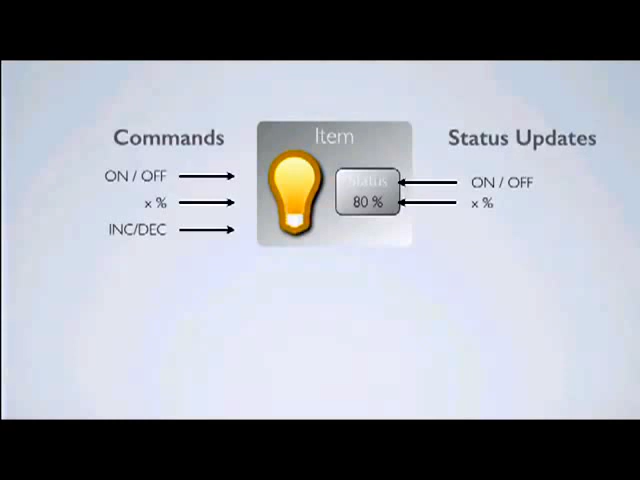 Commands
ON / OFF
x %
INC/DEC
Item
Status
80 %
Status Updates
ON / OFF
x %